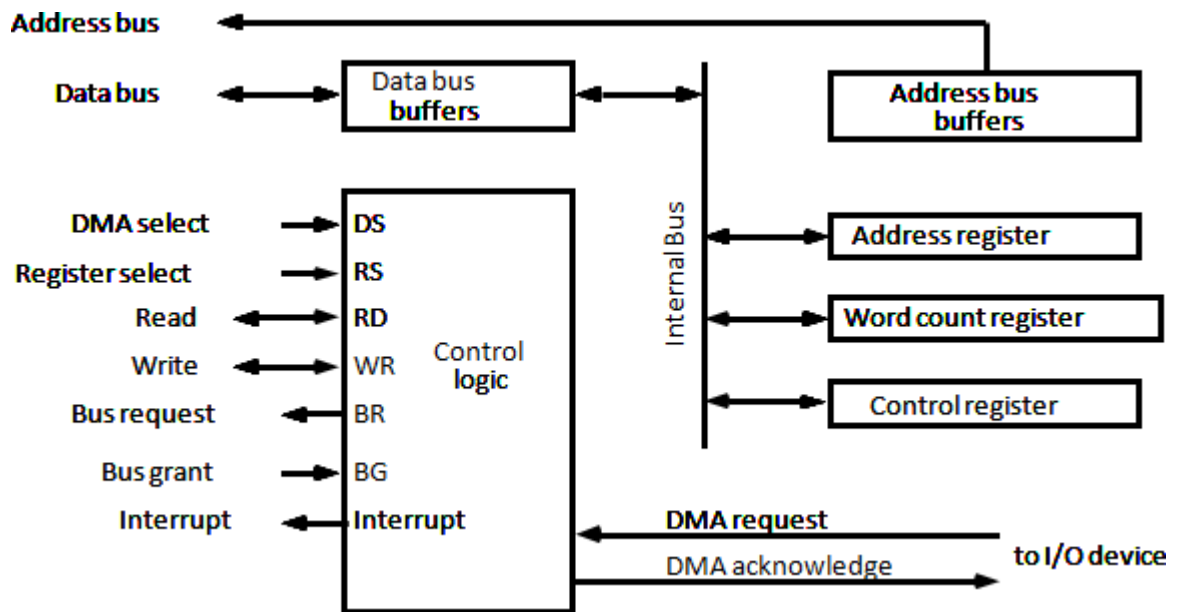 Address bus
Data bus
Data bus
buffers
Address bus
buffers
DMA select
DS
Register select
RS
Read
RD
Write
WR
Bus request
BR
Bus grant
BG
Interrupt
Interrupt
Control
logic
Internal Bus
Address register
Word count register
Control register
DMA request
DMA acknowledge
to I/O device